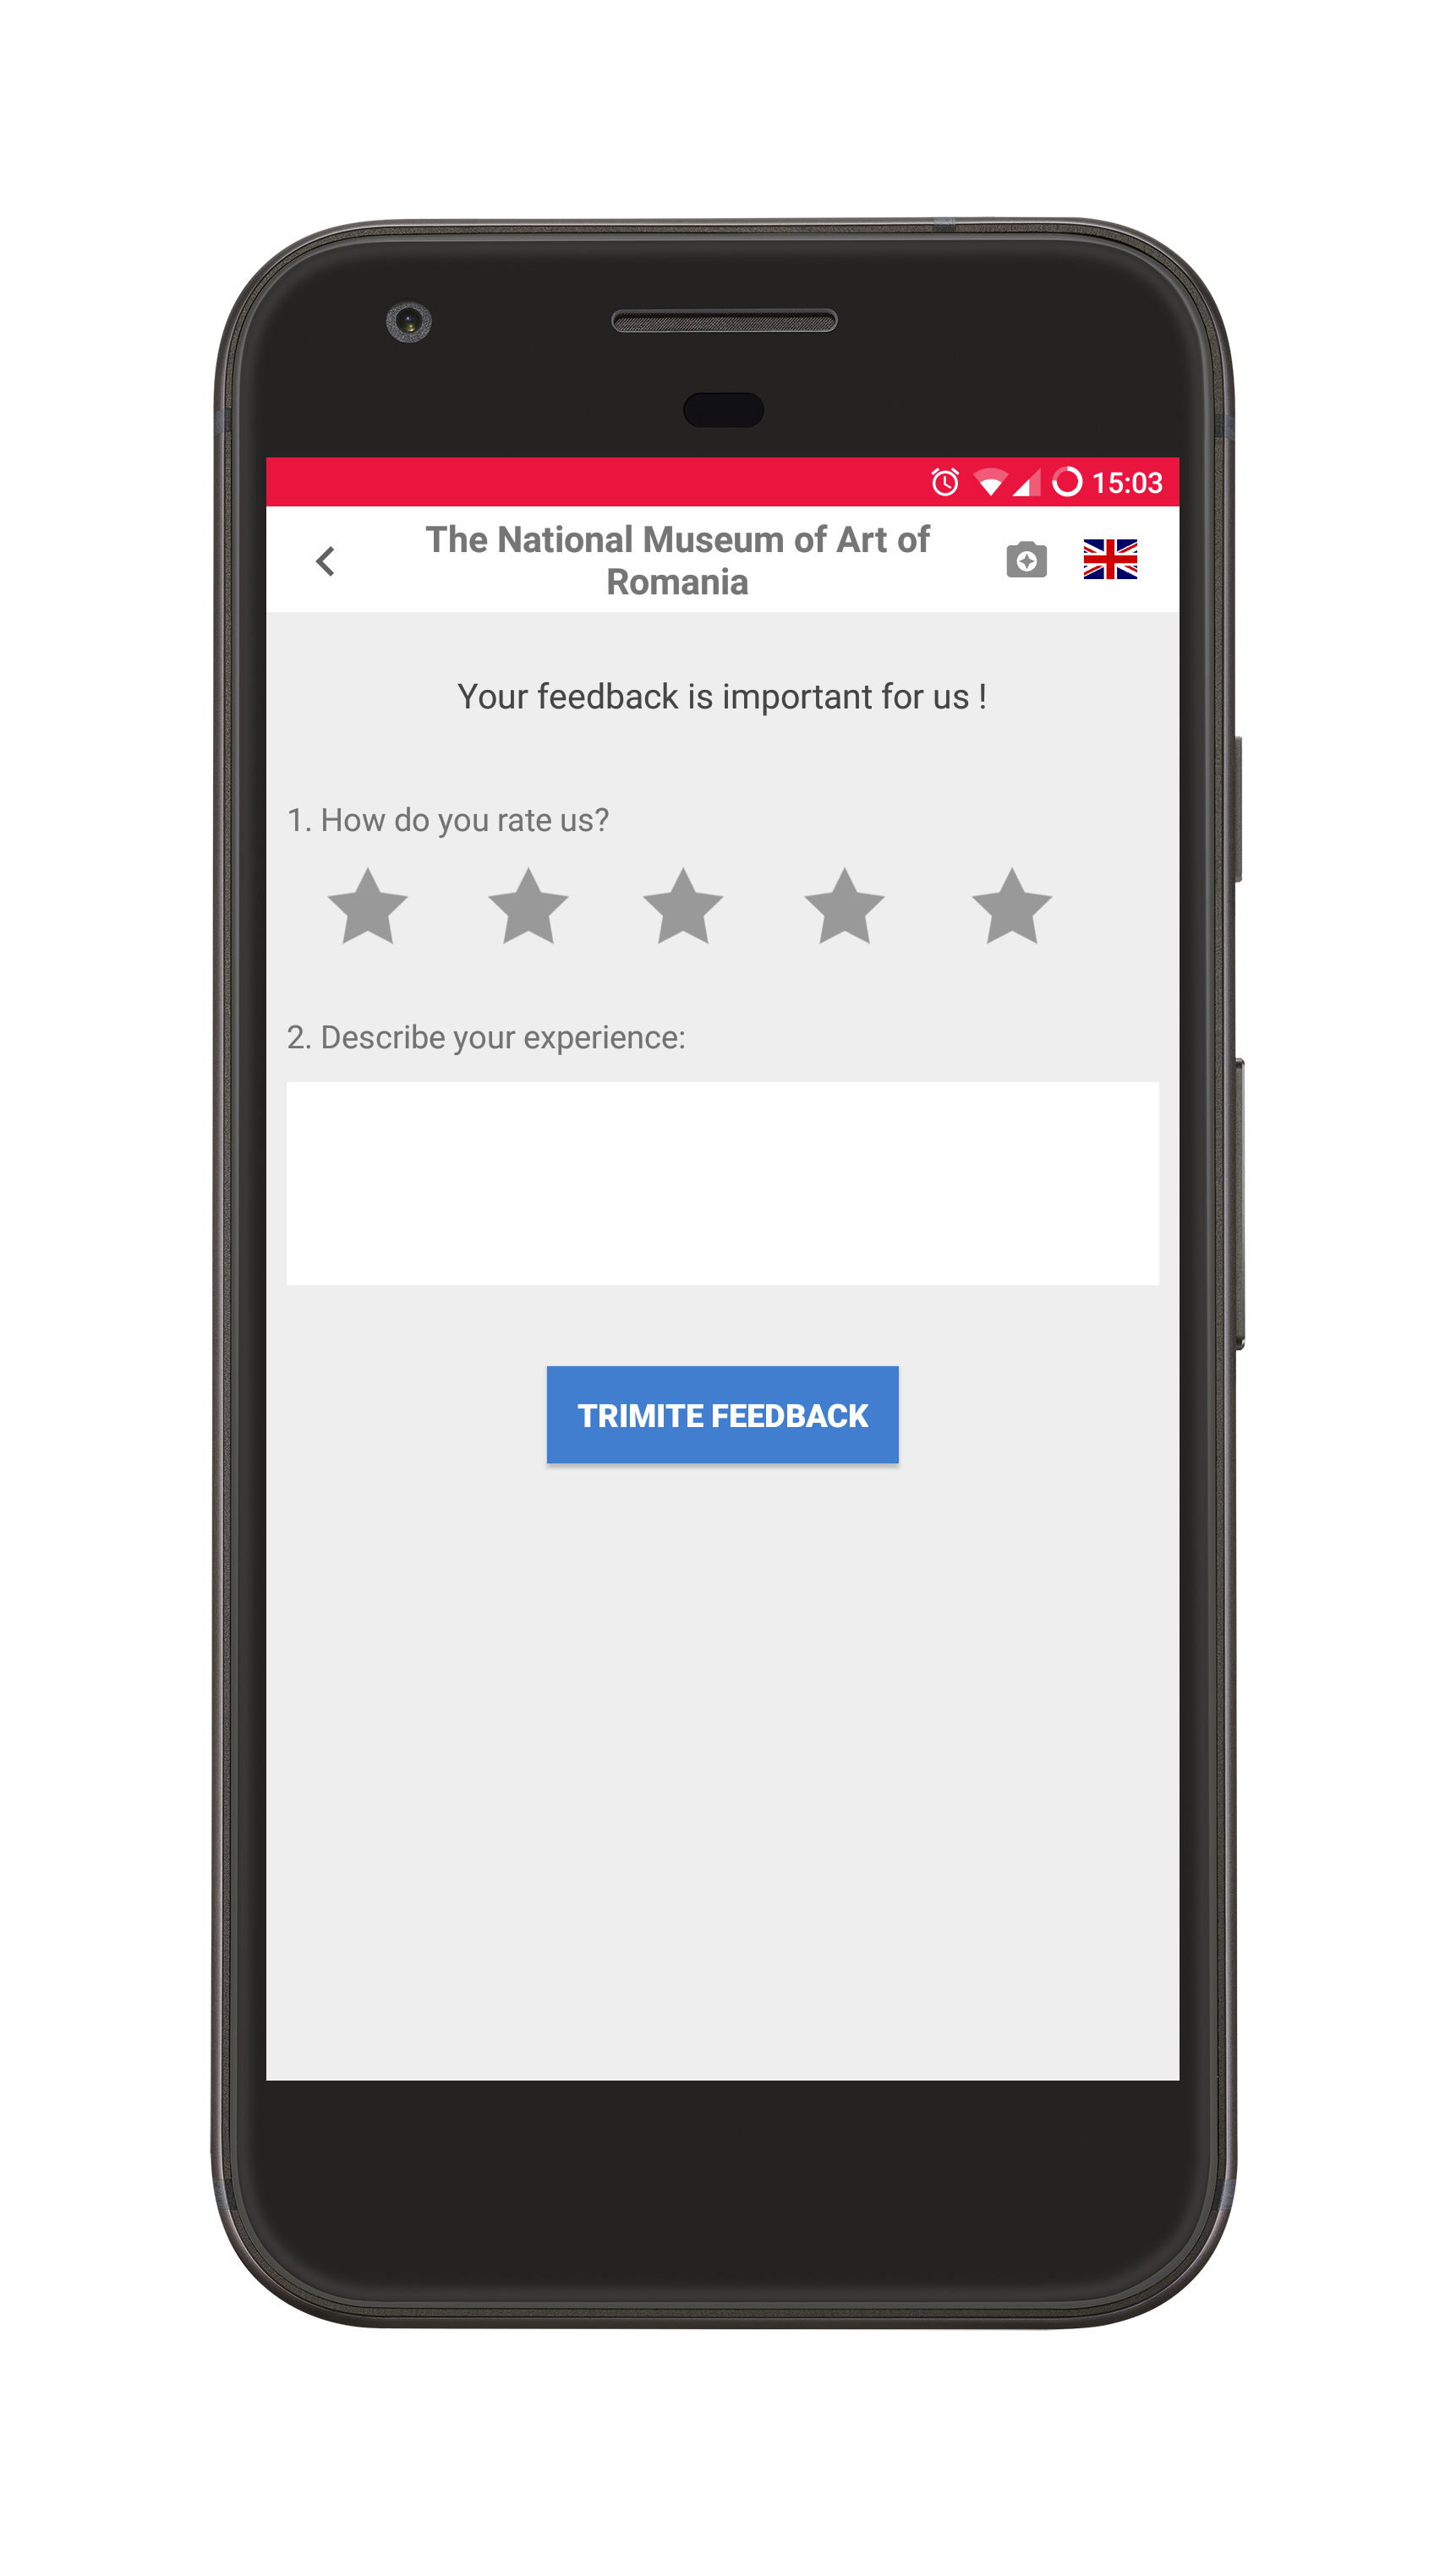 15:03
The National Museum of Art of
Romania
Your feedback is important for us !
1. How do you rate us?
2. Describe your experience:
TRIMITE FEEDBACK